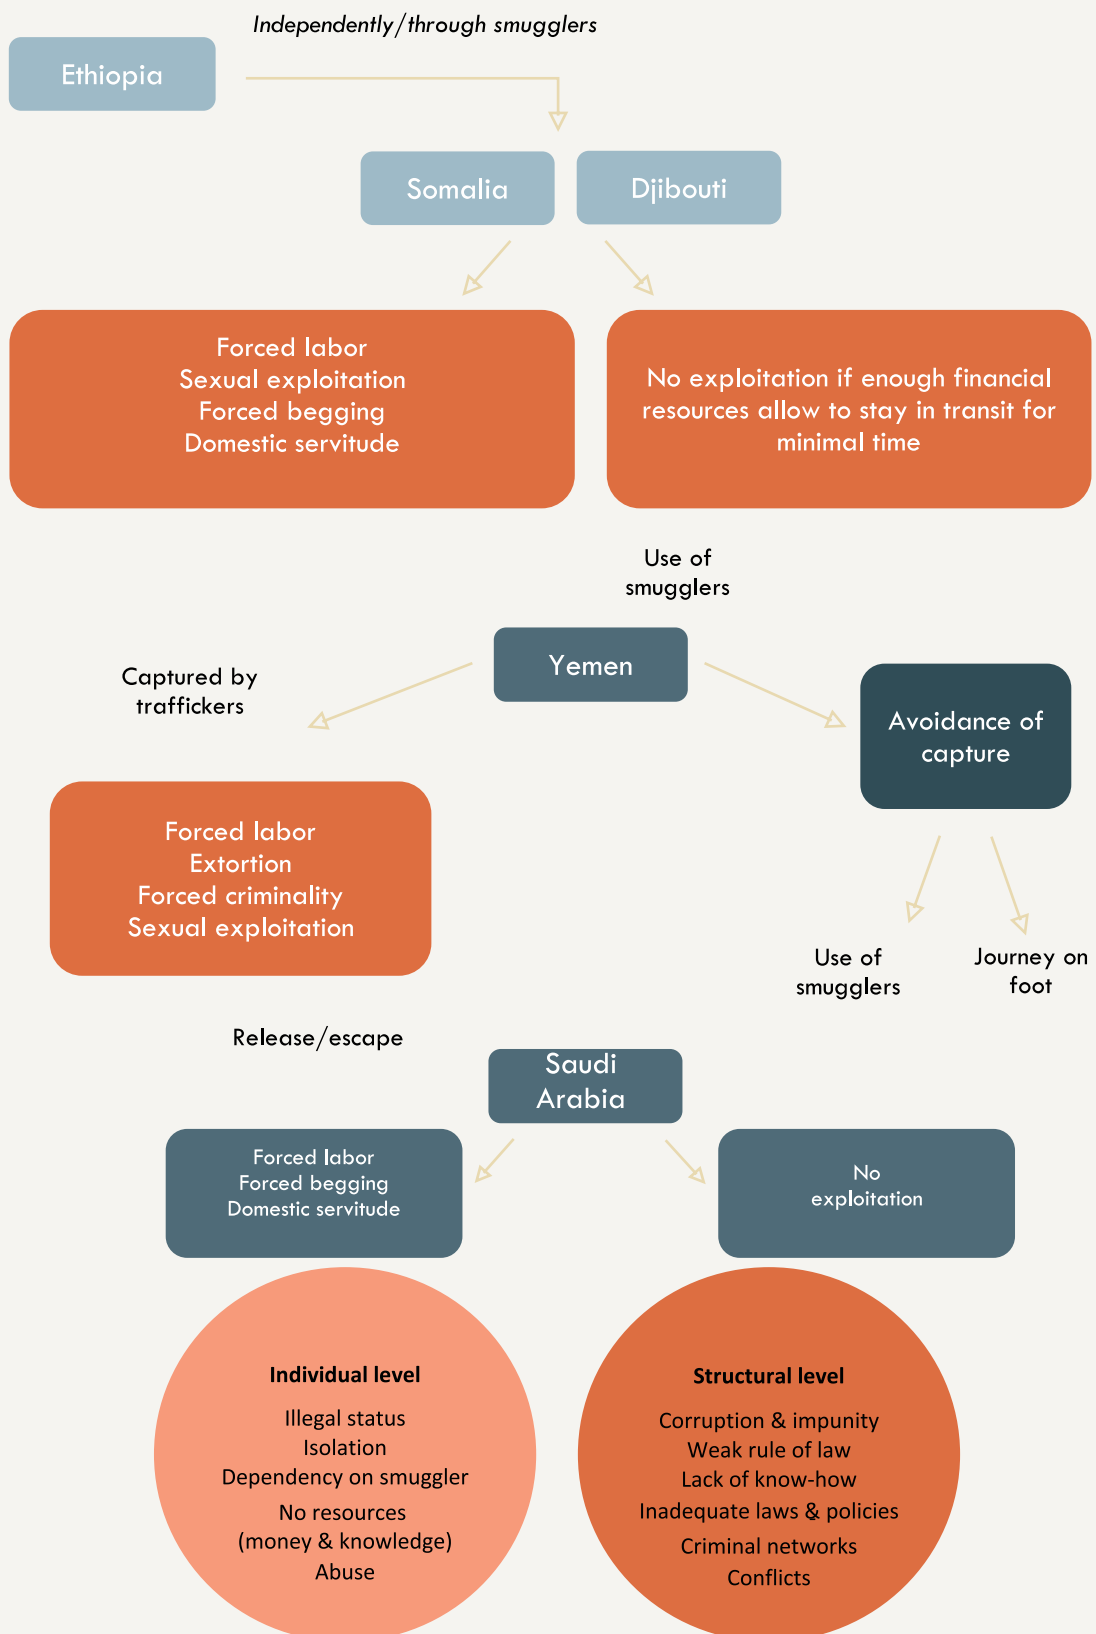 Independently/through smugglers
Ethiopia
Somalia
Djibouti
Forced labor
Sexual exploitation
Forced begging
Domestic servitude
No exploitation if enough financial
resources allow to stay in transit for
minimal time
Use of
smugglers
Yemen
Captured by
traffickers
Avoidance of
capture
Forced labor
Extortion
Forced criminality
Sexual exploitation
Use of
smugglers
Journey on
foot
Release/escape
Saudi
Arabia
Forced labor
Forced begging
Domestic servitude
No
exploitation
Individual level
Illegal status
Isolation
Dependency on smuggler
No resources
(money & knowledge)
Abuse
Structural level
Corruption & impunity
Weak rule of law
Lack of know-how
Inadequate laws & policies
Criminal networks
Conflicts